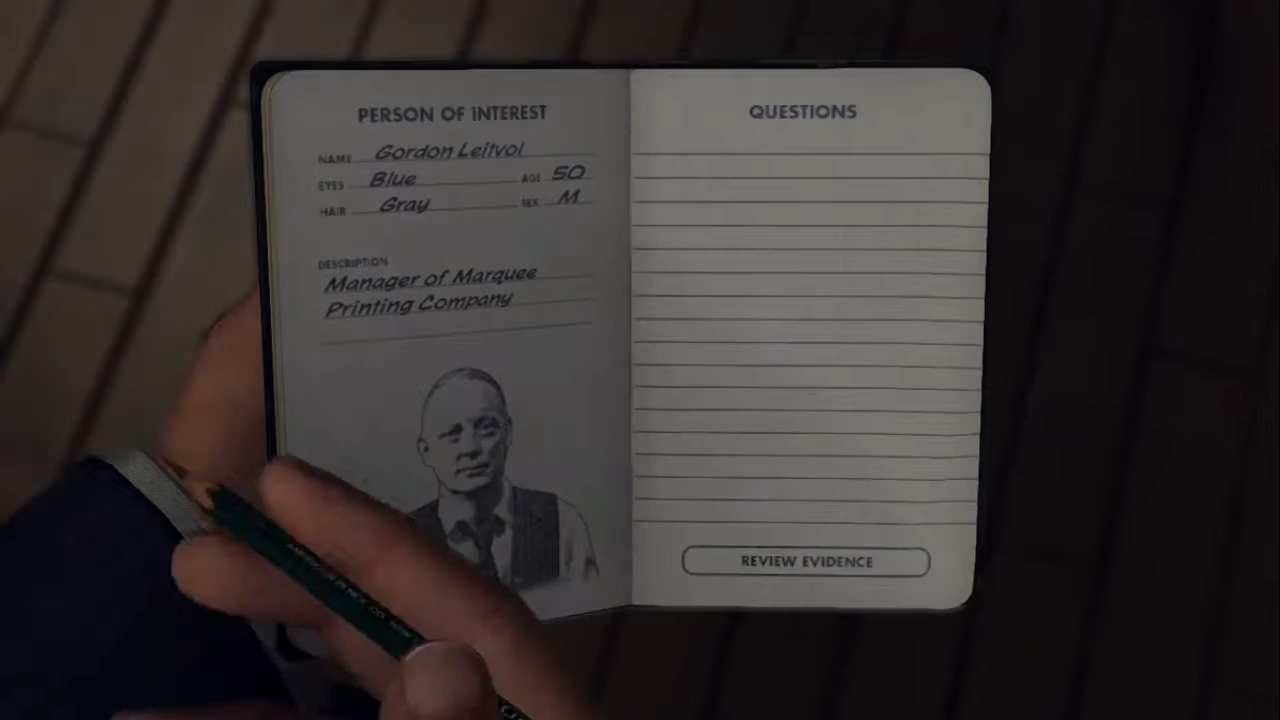 PERSON OF INTEREST
NAME Gordon Leitvol
EYES Blue AGE 50
HAIR Gray SEX M
DESCRIPTION
Manager of Marquee
Printing Company
QUESTIONS
REVIEW EVIDENCE